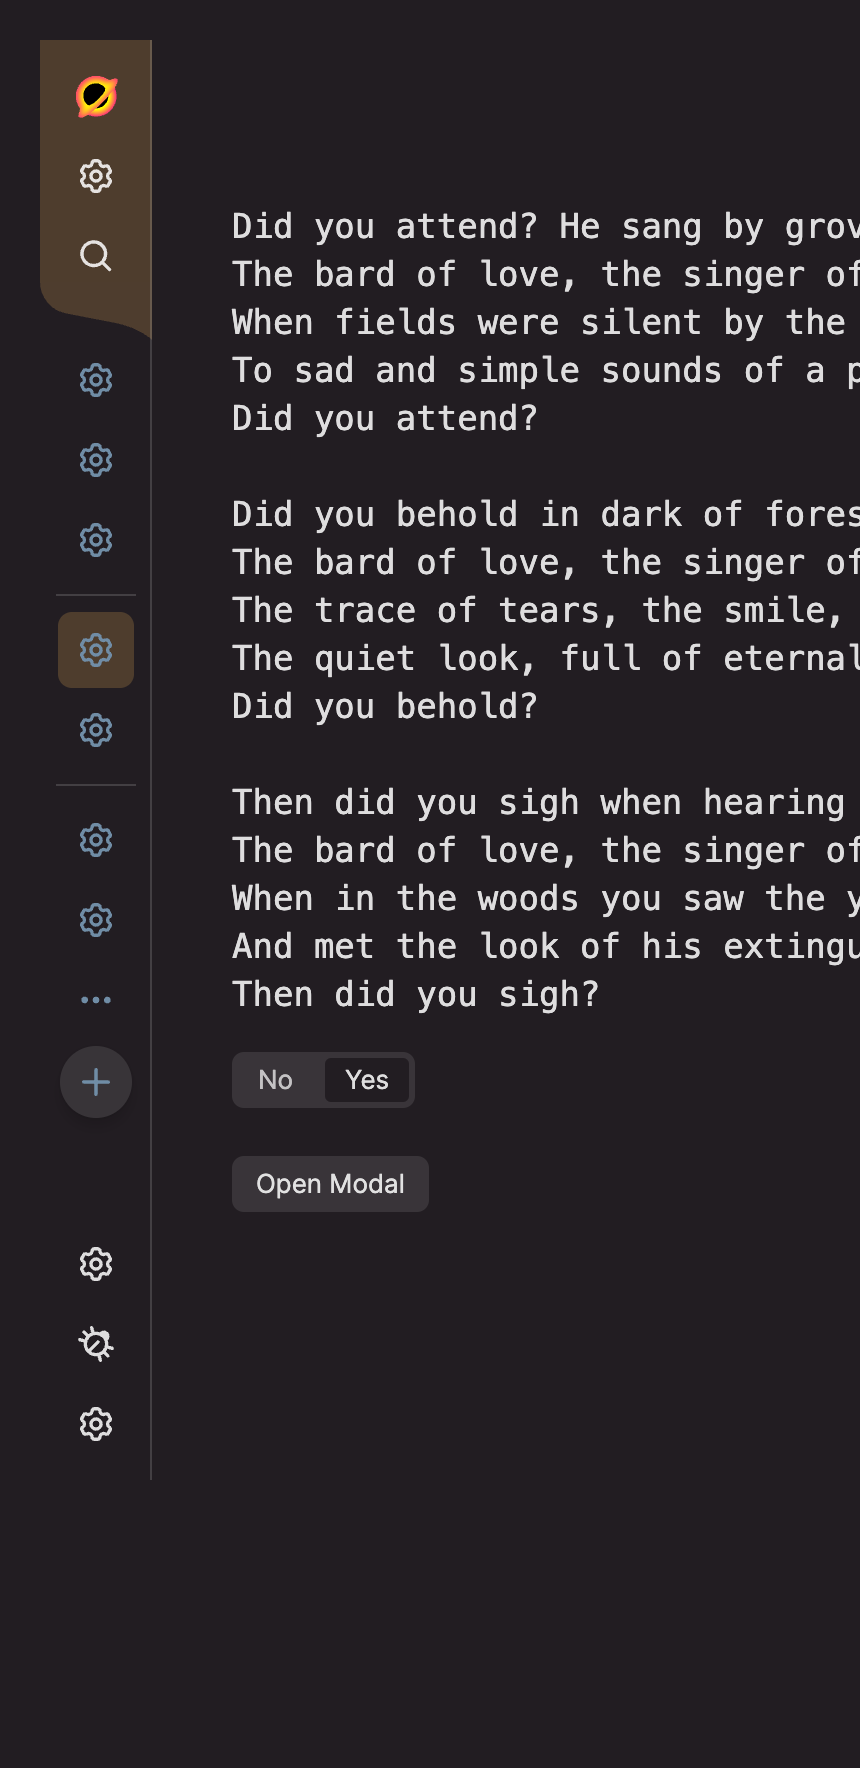 Did you attend? He sang by grov
The bard of love, the singer of
When fields were silent by the
To sad and simple sounds of a p
Did you attend?
Did you behold in dark of fores
The bard of love, the singer of
The trace of tears, the smile,
The quiet look, full of eternal
Did you behold?
Then did you sigh when hearing
The bard of love, the singer of
When in the woods you saw the y
And met the look of his extingu
Then did you sigh?
No Yes
Open Modal